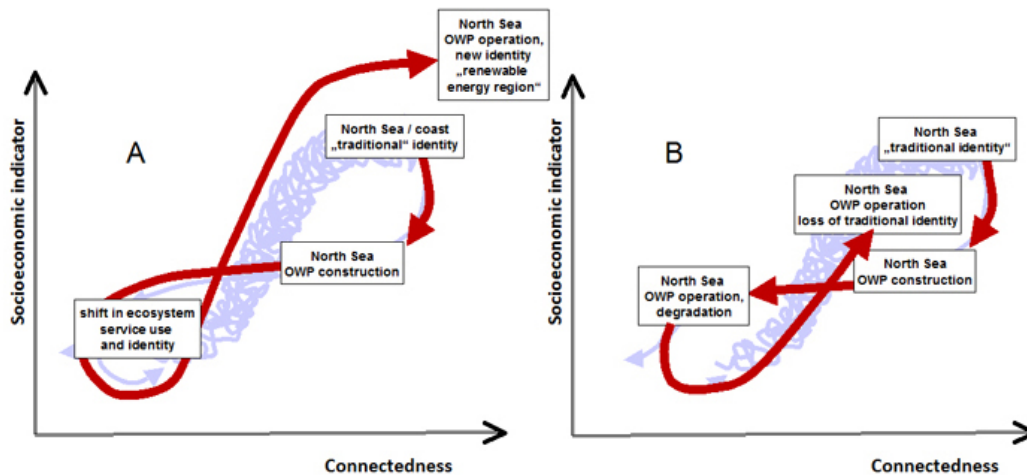 North Sea
OWP operation,
new identity
„renewable
energy region“
Socioeconomic indicator
A
North Sea / coast
„traditional“ identity
North Sea
OWP construction
shift in ecosystem
service use
and identity
Connectedness
Socioeconomic indicator
B
North Sea
„traditional identity“
North Sea
OWP operation
loss of traditional identity
North Sea
OWP construction
North Sea
OWP operation,
degradation
Connectedness